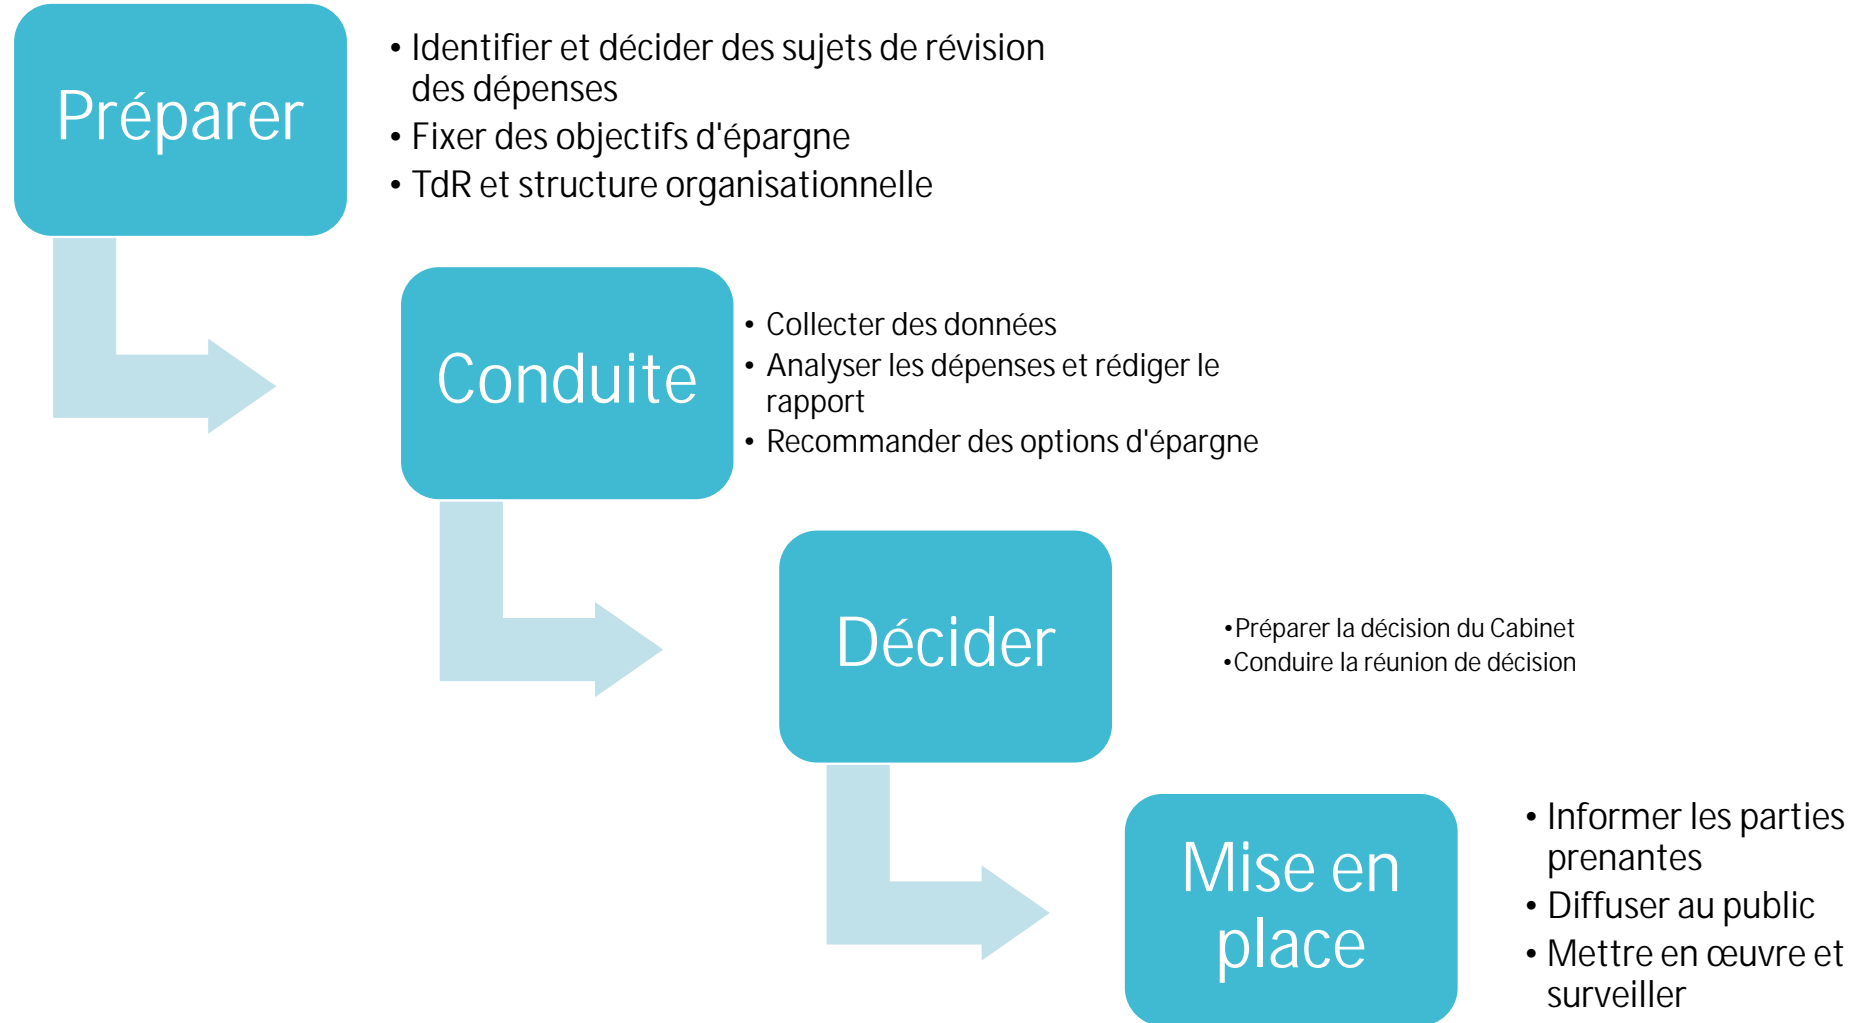 Préparer
• Identifier et décider des sujets de révision
des dépenses
• Fixer des objectifs d'épargne
• TdR et structure organisationnelle
Conduite
• Collecter des données
• Analyser les dépenses et rédiger le
rapport
• Recommander des options d'épargne
Décider
•Préparer la décision du Cabinet
•Conduire la réunion de décision
Mise en
place
• Informer les parties
prenantes
• Diffuser au public
• Mettre en œuvre et
surveiller